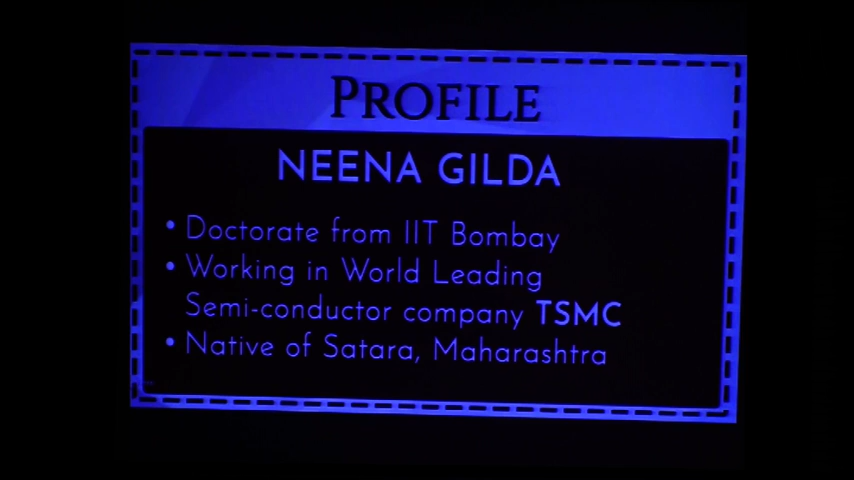 PROFILE
NEENA GILDA
• Doctorate from IIT Bombay
• Working in World Leading
Semi-conductor company TSMC
• Native of Satara, Maharashtra